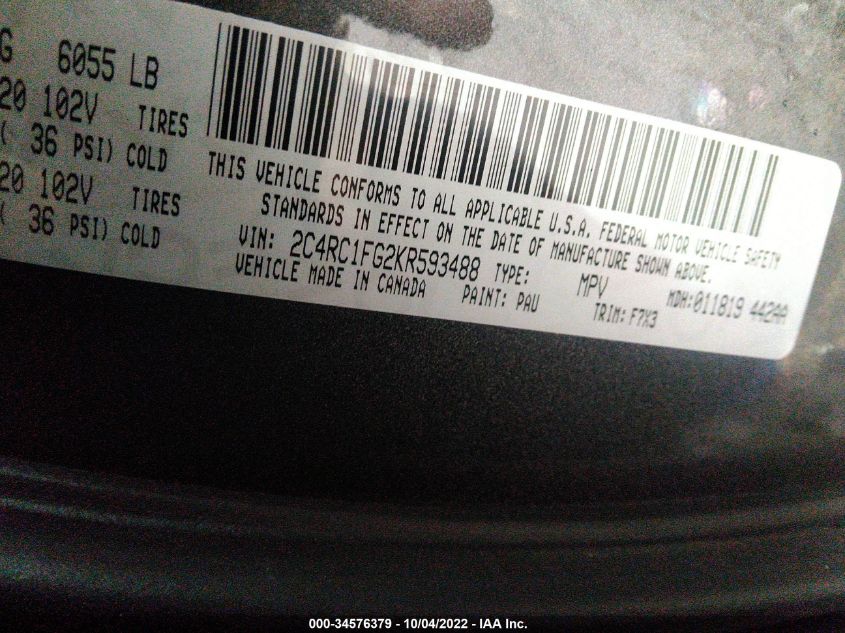 G 6055 LB
20 102V TIRES
( 36 PSI) COLD
20 102V TIRES
( 36 PSI) COLD
THIS VEHICLE CONFORMS TO ALL APPLICABLE U.S.A. FEDERAL MOTOR VEHICLE SAFETY
STANDARDS IN EFFECT ON THE DATE OF MANUFACTURE SHOWN ABOVE.
VIN: 2C4RC1FG2KR593488 TYPE: MPV MDH:011819 442AA
VEHICLE MADE IN CANADA PAINT: PAU TRIM: F7X3
000-34576379 - 10/04/2022 - IAA Inc.